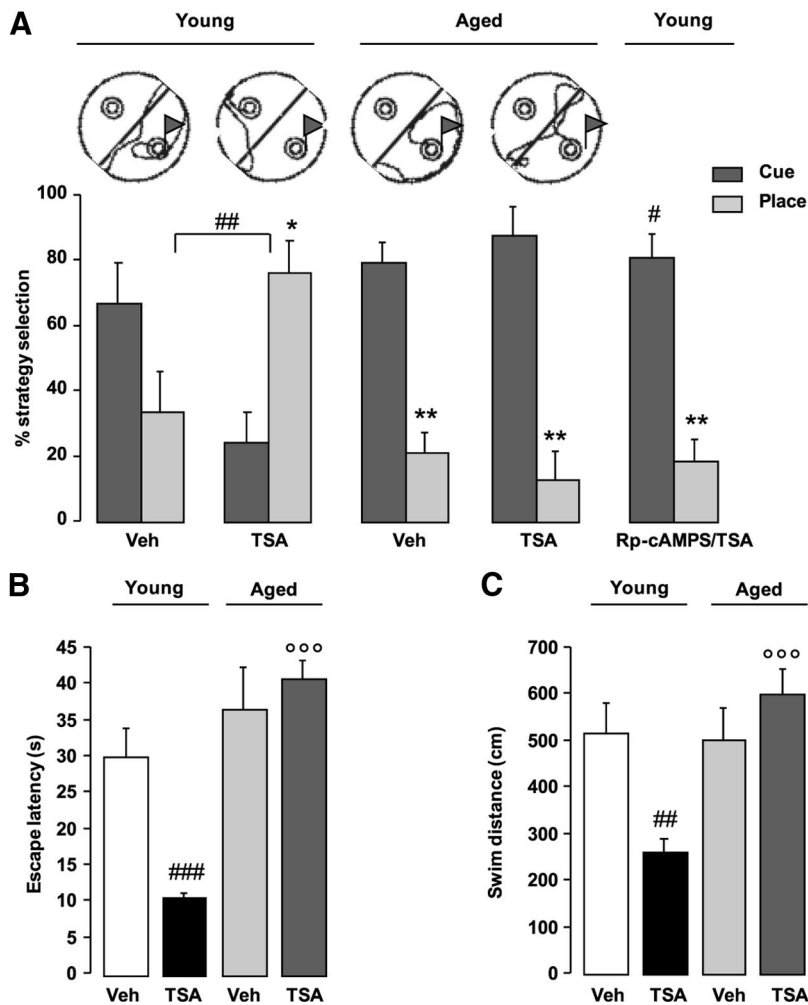 A
Young Aged Young
Cue
Place
% strategy selection
100
80
60
40
20
0
##
*
**
**
#
**
Veh TSA Veh TSA Rp-cAMPS/TSA
B
Young Aged
Escape latency (s)
45
40
35
30
25
20
15
10
5
0
###
°°°
Veh TSA Veh TSA
C
Young Aged
Swim distance (cm)
700
600
500
400
300
200
100
0
##
°°°
Veh TSA Veh TSA